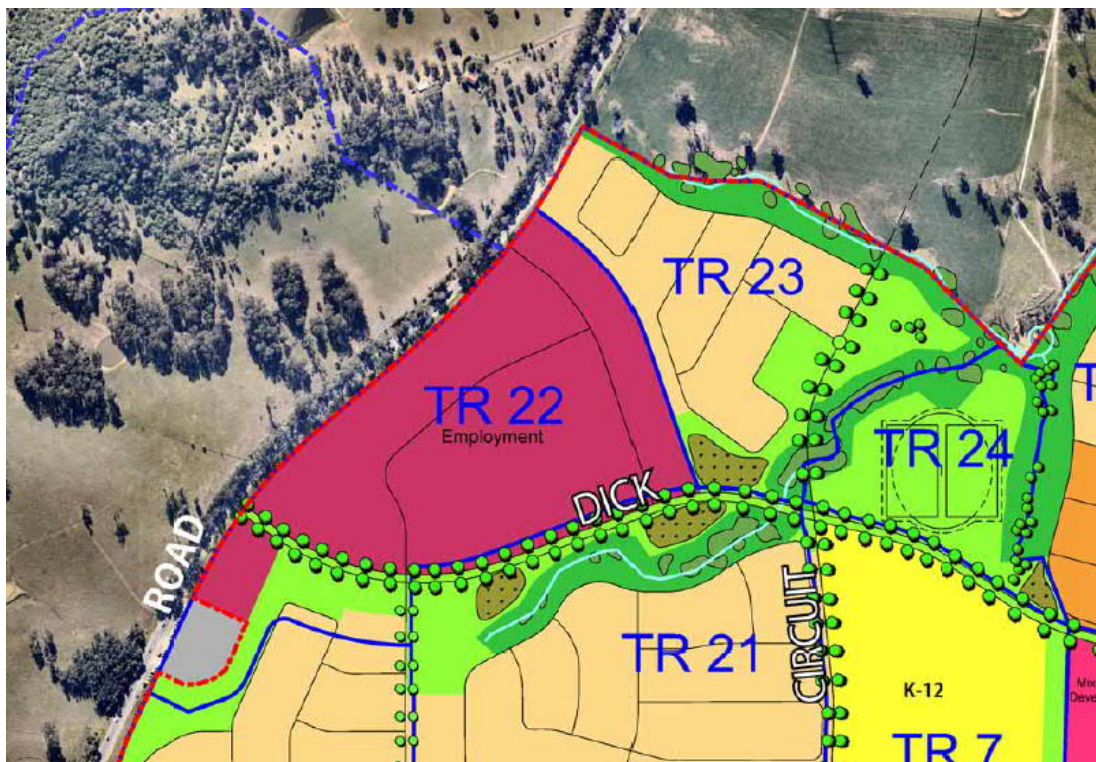 TR 23
TR 22
Employment
TR 24
DICK
ROAD
TR 21
CIRCUIT
K-12
TR 7